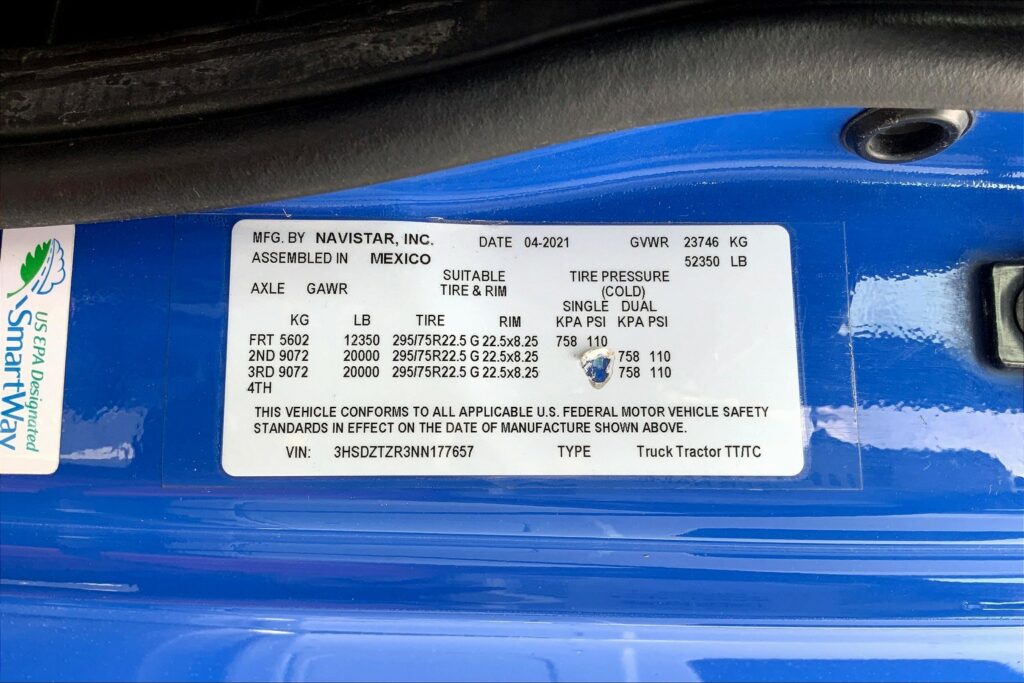 MFG. BY NAVISTAR, INC. DATE 04-2021 GVWR 23746 KG
ASSEMBLED IN MEXICO 52350 LB
AXLE GAWR SUITABLE TIRE & RIM TIRE PRESSURE (COLD)
SINGLE DUAL
KG LB TIRE RIM KPA PSI KPA PSI
FRT 5602 12350 295/75R22.5 G 22.5x8.25 758 110
2ND 9072 20000 295/75R22.5 G 22.5x8.25 758 110
3RD 9072 20000 295/75R22.5 G 22.5x8.25 758 110
4TH
THIS VEHICLE CONFORMS TO ALL APPLICABLE U.S. FEDERAL MOTOR VEHICLE SAFETY
STANDARDS IN EFFECT ON THE DATE OF MANUFACTURE SHOWN ABOVE.
VIN: 3HSDZTZR3NN177657 TYPE Truck Tractor TT/TC
US EPA Designated
SmartWay